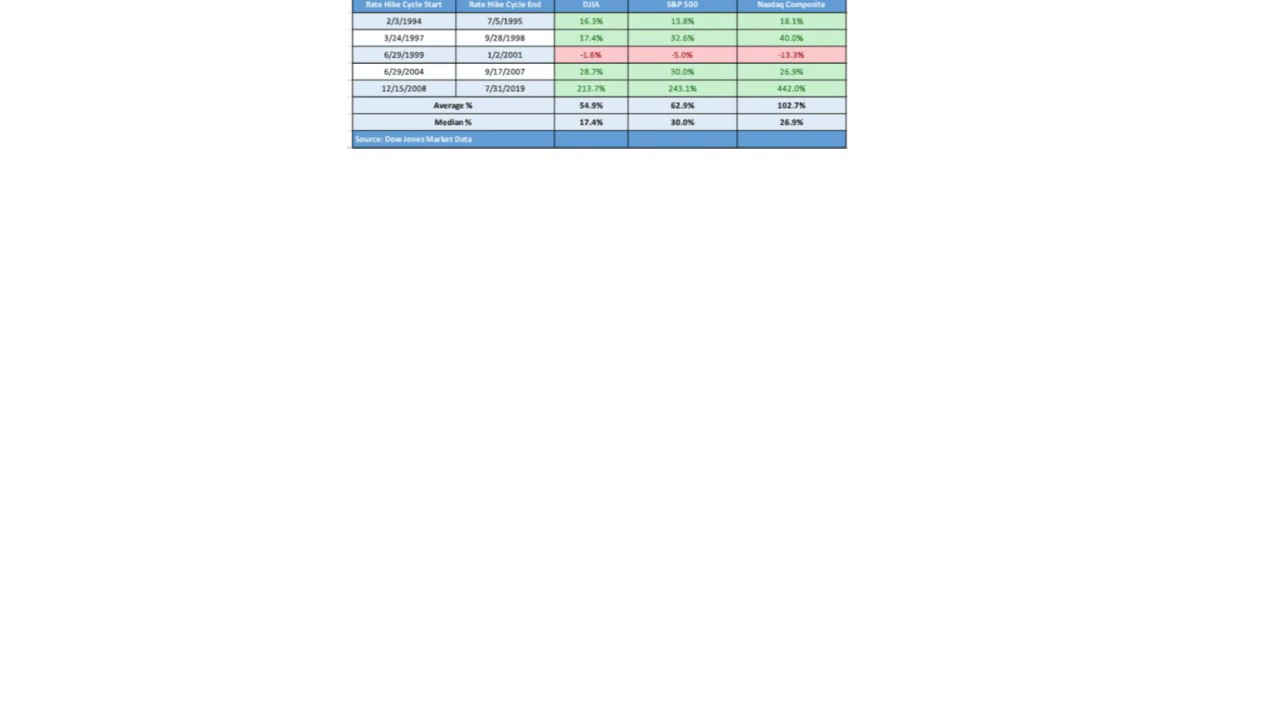 Rate Hike Cycle Start Rate Hike Cycle End DJIA S&P 500 Nasdaq Composite
2/3/1994 7/5/1995 16.3% 13.8% 18.1%
3/24/1997 9/28/1998 17.4% 32.6% 40.0%
6/29/1999 1/2/2001 -1.6% -5.0% -13.3%
6/29/2004 9/17/2007 28.7% 30.0% 26.9%
12/15/2008 7/31/2019 213.7% 243.1% 442.0%
Average % 54.9% 62.9% 102.7%
Median % 17.4% 30.0% 26.9%
Source: Dow Jones Market Data